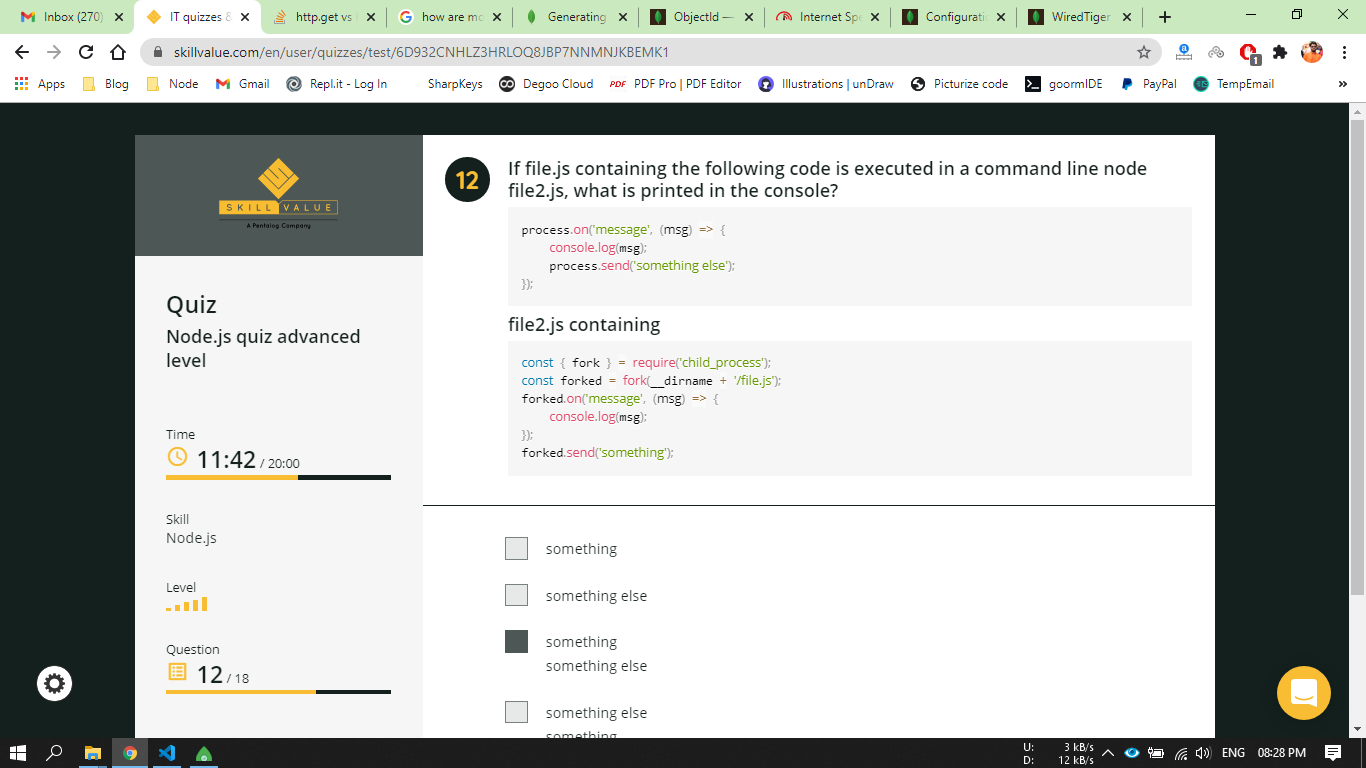 Inbox (270)
IT quizzes &
http.get vs
how are mo
Generating
ObjectId —
Internet Spe
Configuratio
WiredTiger
skillvalue.com/en/user/quizzes/test/6D932CNHLZ3HRLOQ8JBP7NNMNJKBEMK1
1
Apps Blog Node Gmail Repl.it - Log In SharpKeys Degoo Cloud PDF PDF Pro | PDF Editor Illustrations | unDraw Picturize code goormIDE PayPal TempEmail »
SKILL VALUE
A Pentalog Company
Quiz
Node.js quiz advanced
level
Time
11:42 / 20:00
Skill
Node.js
Level
Question
12 / 18
12
If file.js containing the following code is executed in a command line node
file2.js, what is printed in the console?
process.on('message', (msg) => {
console.log(msg);
process.send('something else');
});
file2.js containing
const { fork } = require('child_process');
const forked = fork(__dirname + '/file.js');
forked.on('message', (msg) => {
console.log(msg);
});
forked.send('something');
something
something else
something
something else
something else
something
U: 3 kB/s
D: 12 kB/s
ENG 08:28 PM